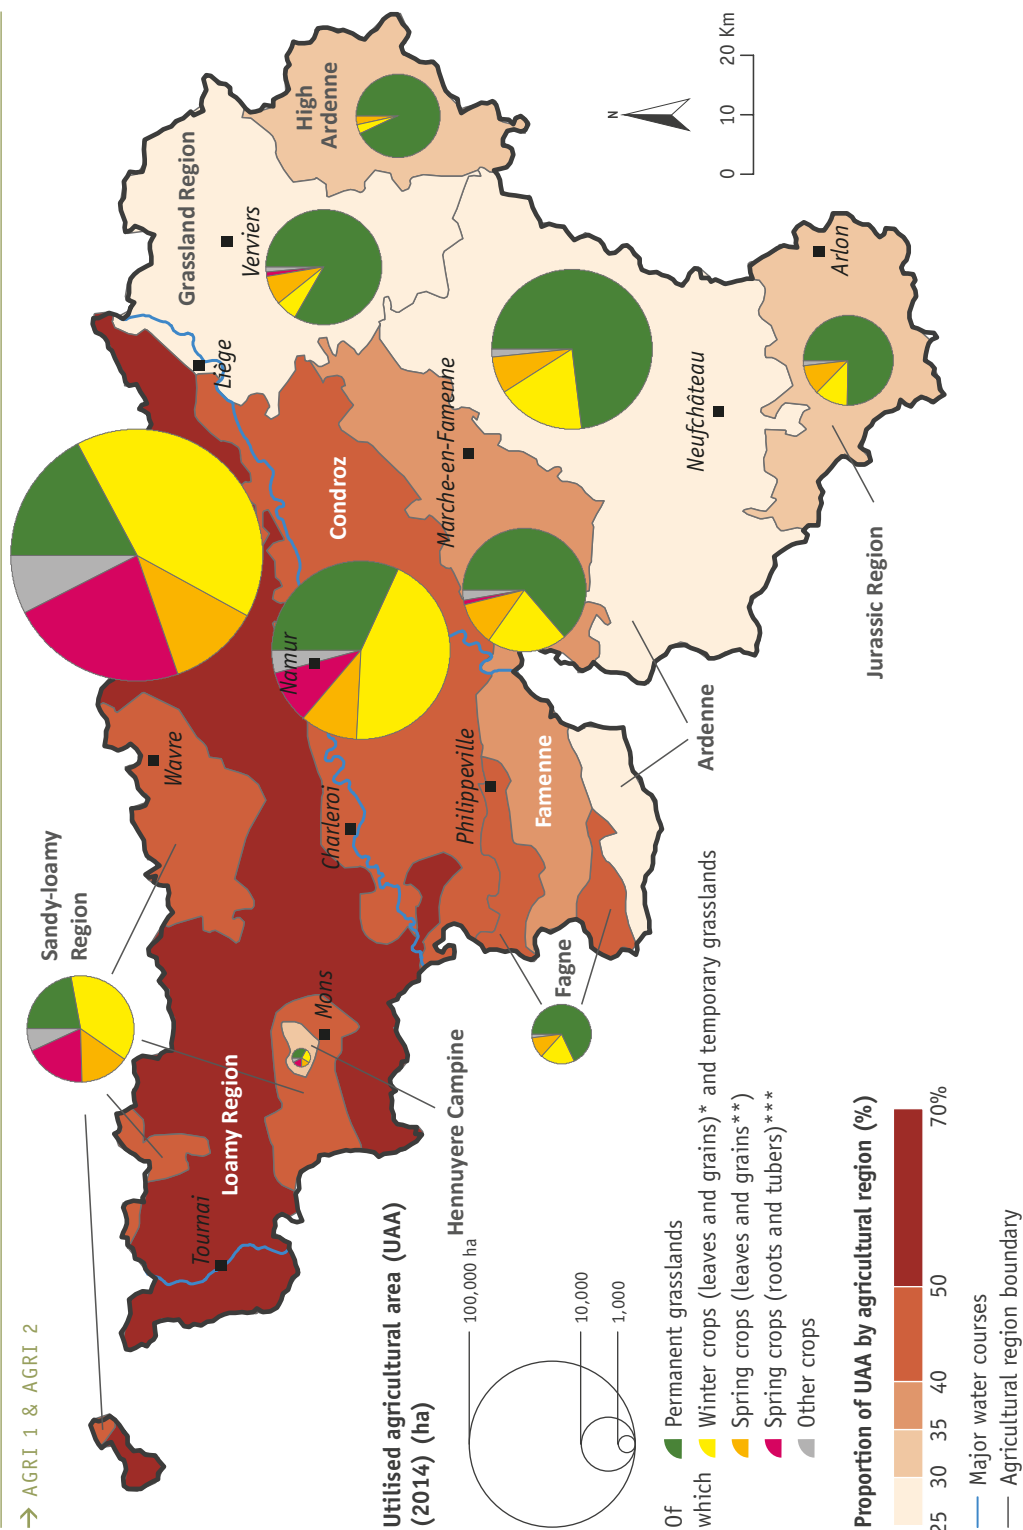 → AGRI 1 & AGRI 2
Sandy-loamy
Region
Wavre
Grassland Region
Liège
Verviers
High
Ardenne
Loamy Region
Tournai
Mons
Charleroi
Namur
Condroz
Hennuyere Campine
Philippeville
Marche-en-Famenne
Fagne
Famenne
Ardenne
Neufchâteau
Jurassic Region
Arlon
N
0 10 20 Km
Utilised agricultural area (UAA)
(2014) (ha)
100,000 ha
10,000
1,000
Of
which
Permanent grasslands
Winter crops (leaves and grains)* and temporary grasslands
Spring crops (leaves and grains**)
Spring crops (roots and tubers)***
Other crops
Proportion of UAA by agricultural region (%)
25 30 35 40 50 70%
Major water courses
Agricultural region boundary